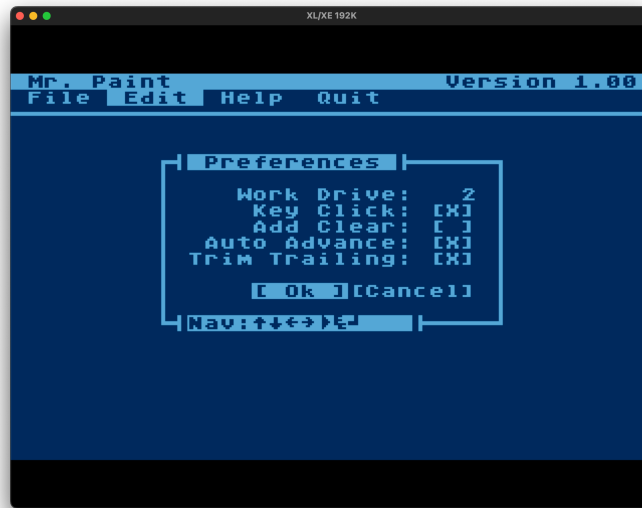 XL/XE 192K
Mr. Paint Version 1.00
File Edit Help Quit
Preferences
Work Drive: 2
Key Click: [X]
Add Clear: [ ]
Auto Advance: [X]
Trim Trailing: [X]
[ Ok ][Cancel]
Nav:↑↓←→